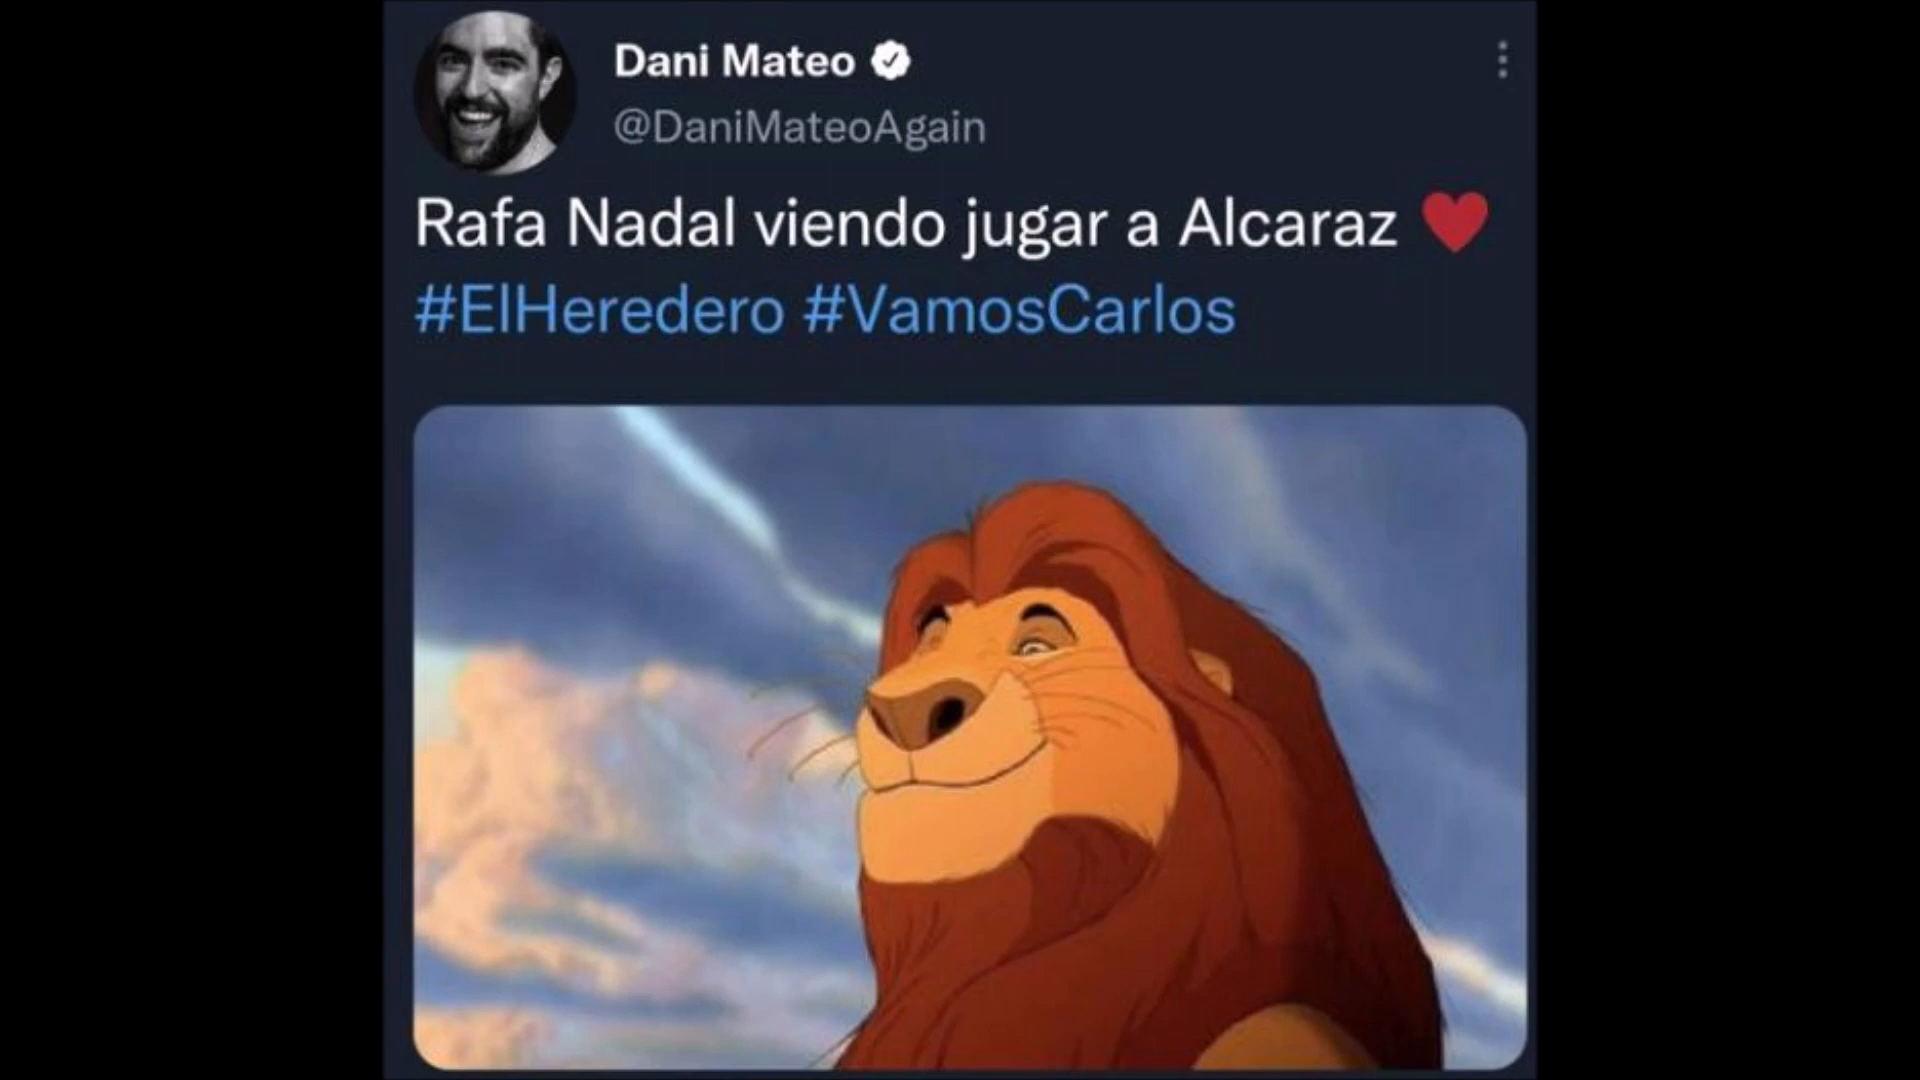 Dani Mateo
@DaniMateoAgain
Rafa Nadal viendo jugar a Alcaraz ❤️
#ElHeredero #VamosCarlos